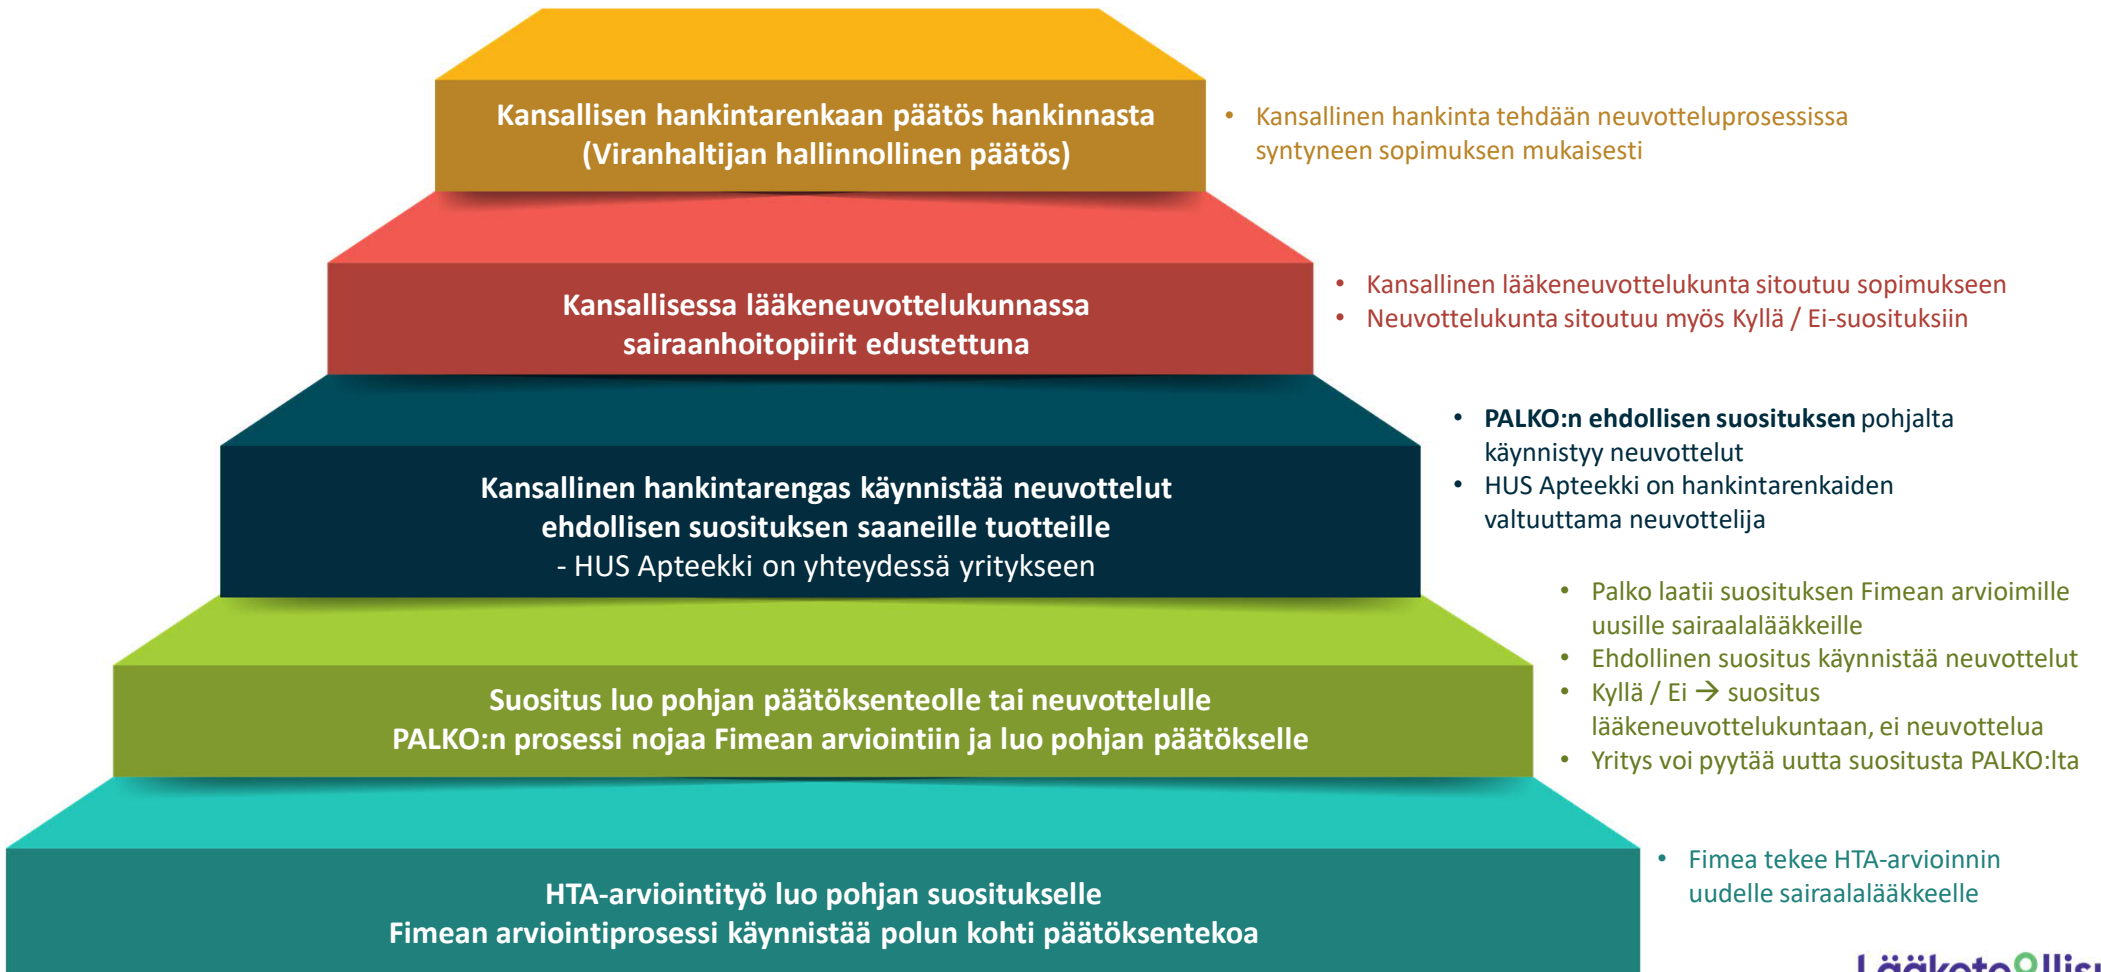 Kansallisen hankintarenkaan päätös hankinnasta
(Viranhaltijan hallinnollinen päätös)
• Kansallinen hankinta tehdään neuvotteluprosessissa
syntyneen sopimuksen mukaisesti
Kansallisessa lääkeneuvottelukunnassa
sairaanhoitopiirit edustettuna
• Kansallinen lääkeneuvottelukunta sitoutuu sopimukseen
• Neuvottelukunta sitoutuu myös Kyllä / Ei-suosituksiin
Kansallinen hankintarengas käynnistää neuvottelut
ehdollisen suosituksen saaneille tuotteille
- HUS Apteekki on yhteydessä yritykseen
• PALKO:n ehdollisen suosituksen pohjalta
käynnistyy neuvottelut
• HUS Apteekki on hankintarenkaiden
valtuuttama neuvottelija
Suositus luo pohjan päätöksenteolle tai neuvottelulle
PALKO:n prosessi nojaa Fimean arviointiin ja luo pohjan päätökselle
• Palko laatii suosituksen Fimean arvioimille
uusille sairaalalääkkeille
• Ehdollinen suositus käynnistää neuvottelut
• Kyllä / Ei → suositus
lääkeneuvottelukuntaan, ei neuvottelua
• Yritys voi pyytää uutta suositusta PALKO:lta
HTA-arviointityö luo pohjan suositukselle
Fimean arviointiprosessi käynnistää polun kohti päätöksentekoa
• Fimea tekee HTA-arvioinnin
uudelle sairaalalääkkeelle